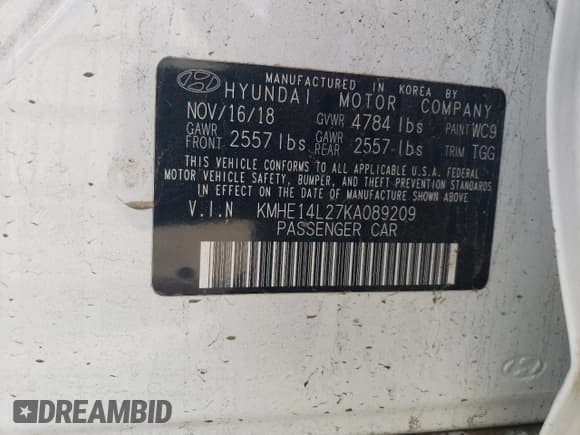 MANUFACTURED IN KOREA BY
HYUNDAI MOTOR COMPANY
NOV/16/18 GVWR 4784 lbs PAINT WC9
GAWR FRONT 2557 lbs GAWR REAR 2557-lbs TRIM TGG
THIS VEHICLE CONFORMS TO ALL APPLICABLE U.S.A. FEDERAL
MOTOR VEHICLE SAFETY, BUMPER, AND THEFT PREVENTION STANDARDS
IN EFFECT ON THE DATE OF MANUFACTURE SHOWN ABOVE.
V.I.N KMHE14L27KA089209
PASSENGER CAR
DREAMBID